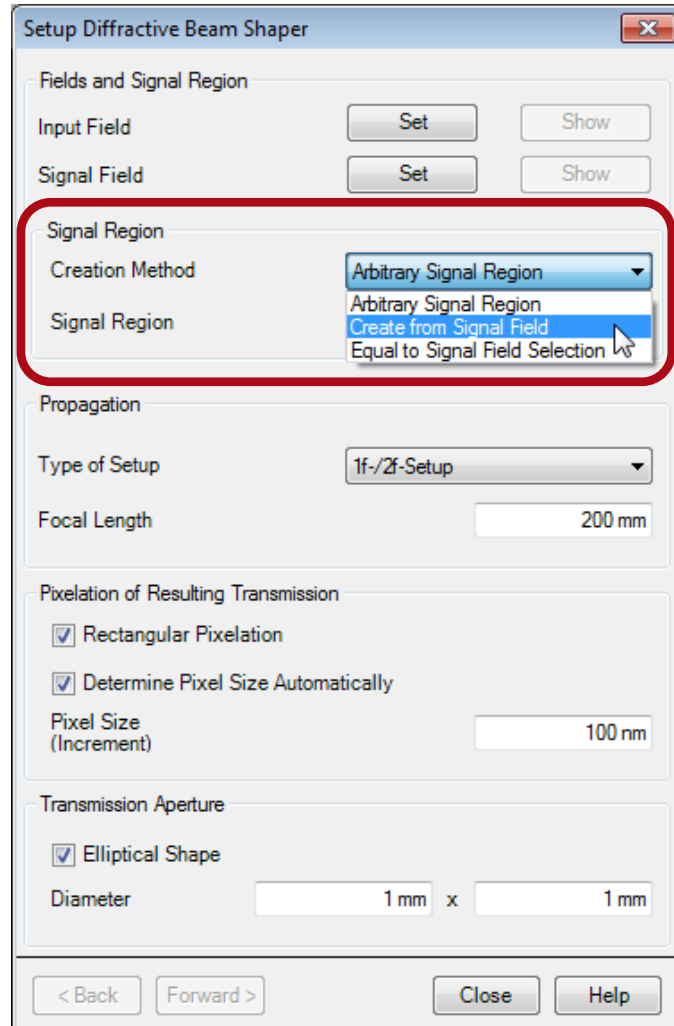 Setup Diffractive Beam Shaper
Fields and Signal Region
Input Field Set Show
Signal Field Set Show
Signal Region
Creation Method Arbitrary Signal Region
Arbitrary Signal Region
Signal Region Create from Signal Field
Equal to Signal Field Selection
Propagation
Type of Setup 1f-/2f-Setup
Focal Length 200 mm
Pixelation of Resulting Transmission
Rectangular Pixelation
Determine Pixel Size Automatically
Pixel Size
(Increment) 100 nm
Transmission Aperture
Elliptical Shape
Diameter 1 mm x 1 mm
< Back Forward > Close Help